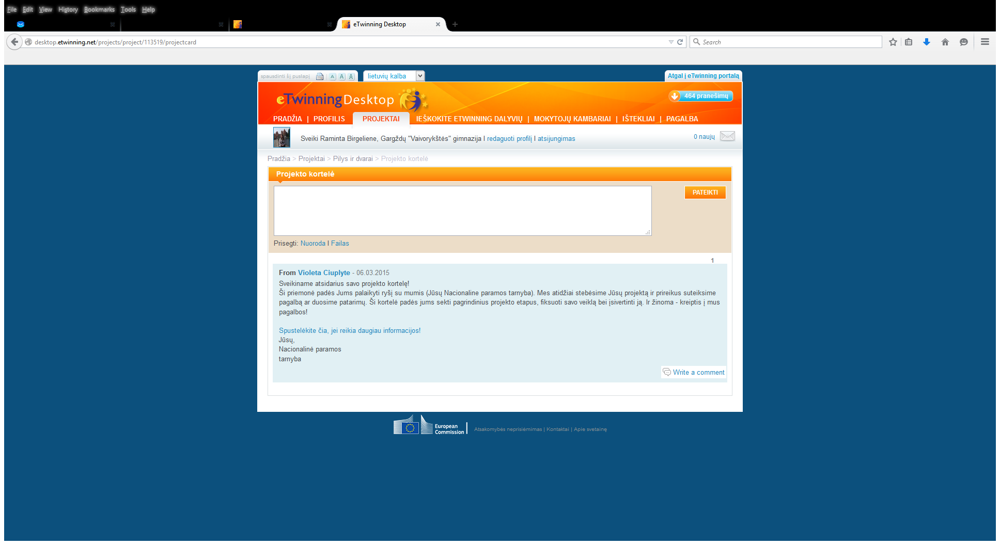 File Edit View History Bookmarks Tools Help
eTwinning Desktop
desktop.etwinning.net/projects/project/113519/projectcard
Search
spausdinti šį puslapį A A A
lietuvių kalba
Atgal į eTwinning portalą
eTwinning Desktop
464 pranešimų
PRADŽIA | PROFILIS PROJEKTAI IEŠKOKITE ETWINNING DALYVIŲ | MOKYTOJŲ KAMBARIAI | IŠTEKLIAI | PAGALBA
Sveiki Raminta Birgeliene, Gargždų "Vaivorykštės" gimnazija I redaguoti profilį I atsijungimas
0 naujų
Pradžia > Projektai > Pilys ir dvarai > Projekto kortelė
Projekto kortelė
PATEIKTI
Prisegti: Nuoroda I Failas
1
From Violeta Ciuplyte - 06.03.2015
Sveikiname atsidarius savo projekto kortelę!
Ši priemonė padės Jums palaikyti ryšį su mumis (Jūsų Nacionaline paramos tarnyba). Mes atidžiai stebėsime Jūsų projektą ir prireikus suteiksime
pagalbą ar duosime patarimų. Ši kortelė padės jums sekti pagrindinius projekto etapus, fiksuoti savo veiklą bei įsivertinti ją. Ir žinoma - kreiptis į mus
pagalbos!
Spustelėkite čia, jei reikia daugiau informacijos!
Jūsų,
Nacionalinė paramos
tarnyba
Write a comment
European
Commission
Atsakomybės neprisiėmimas | Kontaktai | Apie svetainę